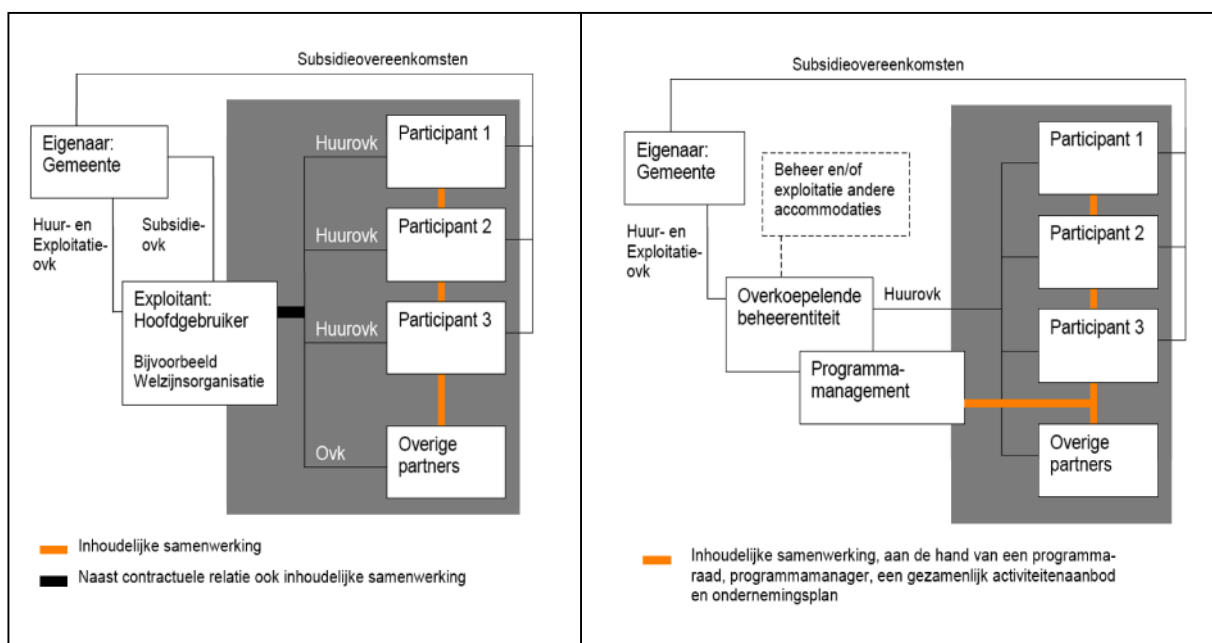 Subsidieovereenkomsten
Eigenaar:
Gemeente
Huurovk
Participant 1
Huur- en
Exploitatie-
ovk
Subsidie-
ovk
Huurovk
Participant 2
Exploitant:
Hoofdgebruiker
Bijvoorbeeld
Welzijnsorganisatie
Huurovk
Participant 3
Ovk
Overige
partners
Inhoudelijke samenwerking
Naast contractuele relatie ook inhoudelijke samenwerking
Subsidieovereenkomsten
Eigenaar:
Gemeente
Beheer en/of
exploitatie andere
accommodaties
Participant 1
Huur- en
Exploitatie-
ovk
Participant 2
Overkoepelende
beheerentiteit
Huurovk
Participant 3
Programma-
management
Overige
partners
Inhoudelijke samenwerking, aan de hand van een programma-
raad, programmamanager, een gezamenlijk activiteitenaanbod
en ondernemingsplan